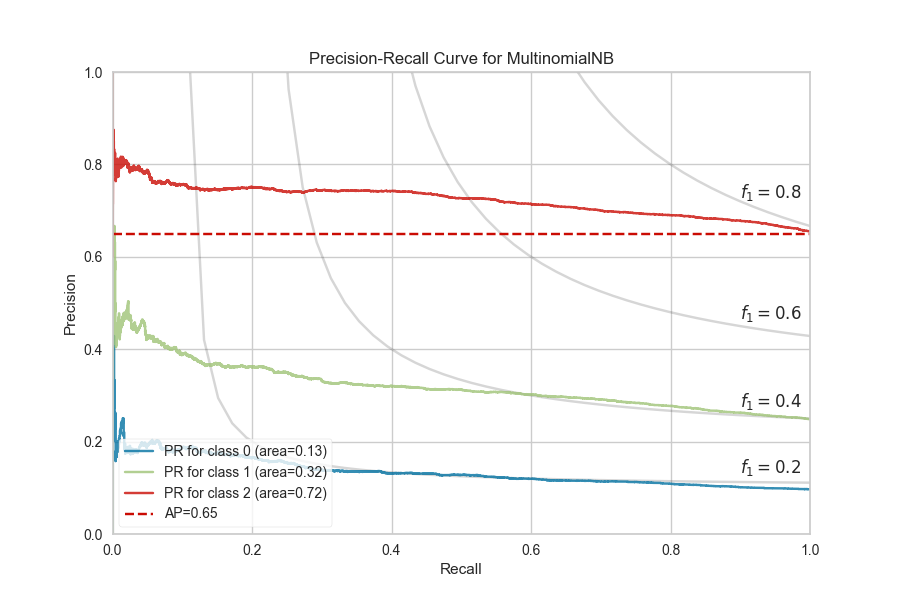 Precision-Recall Curve for MultinomialNB
1.0
0.8
0.6
0.4
0.2
0.0
Precision
f1 = 0.8
f1 = 0.6
f1 = 0.4
f1 = 0.2
PR for class 0 (area=0.13)
PR for class 1 (area=0.32)
PR for class 2 (area=0.72)
AP=0.65
0.0 0.2 0.4 0.6 0.8 1.0
Recall